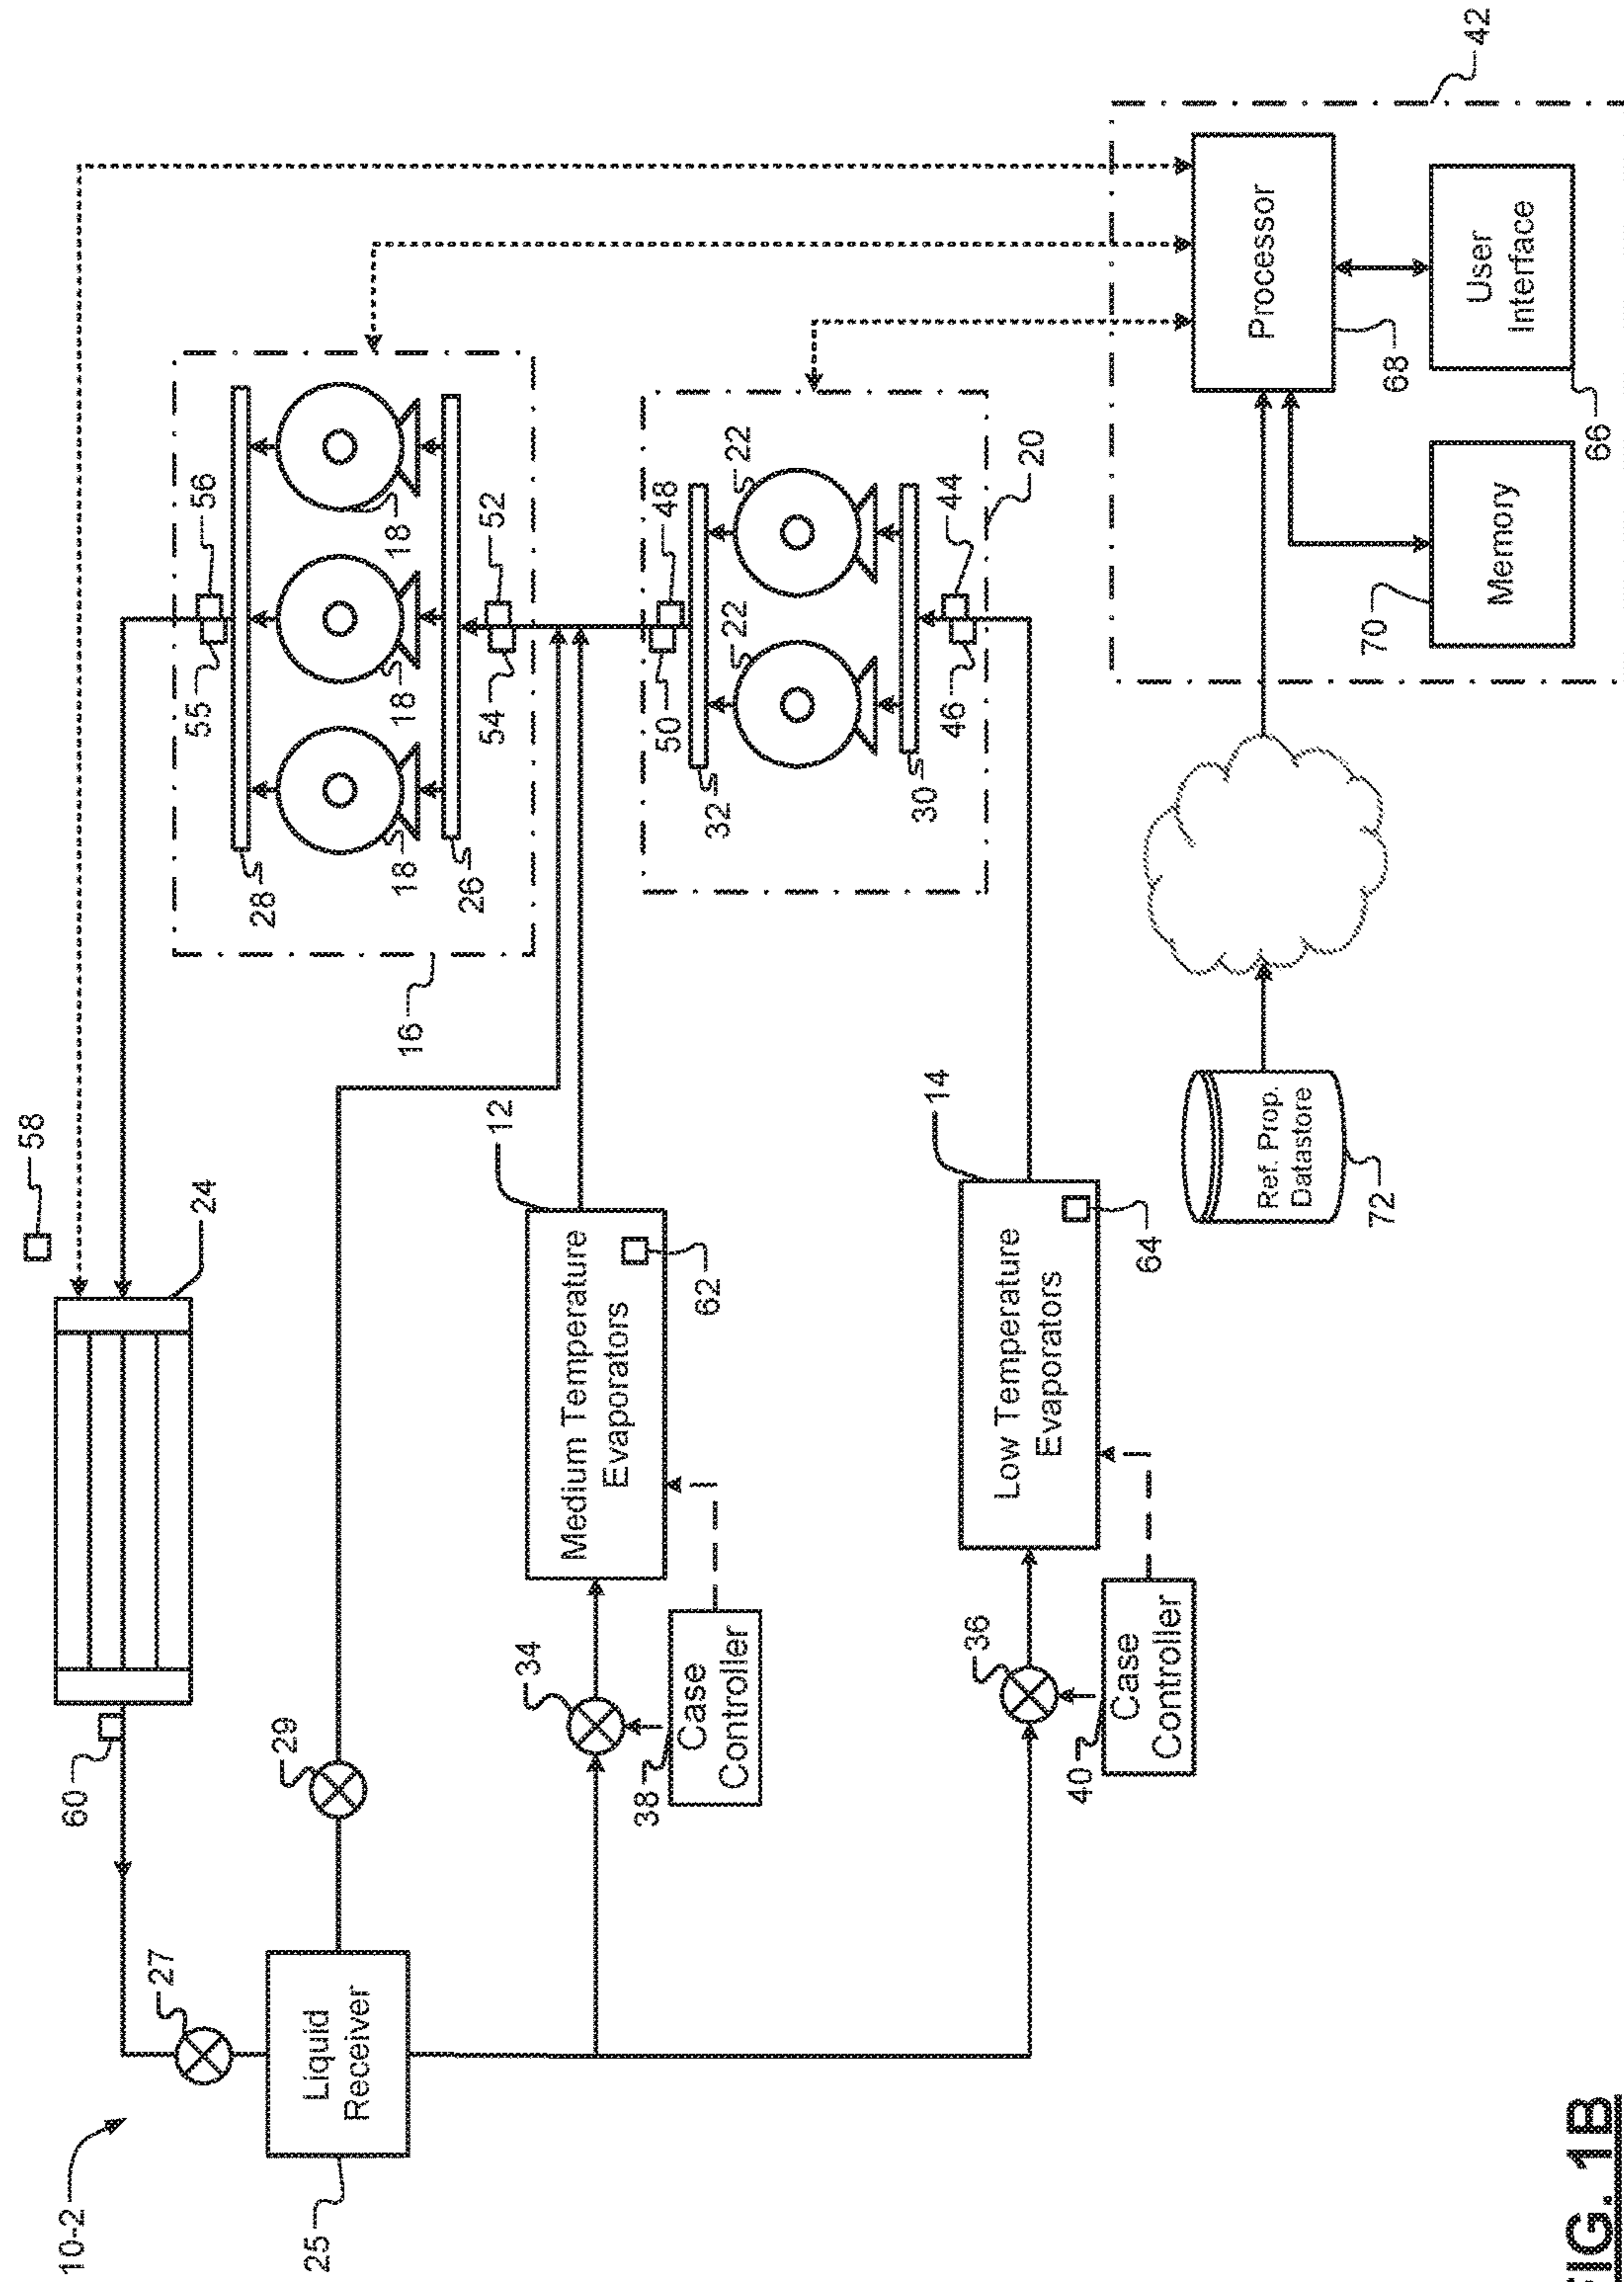 10-2
60
24
58
27
25
Liquid
Receiver
29
28
55
56
18
18
18
26
54
52
16
34
12
Medium Temperature
Evaporators
62
38
Case
Controller
50
48
32
22
22
30
46
44
20
36
14
Low Temperature
Evaporators
64
40
Case
Controller
Ref. Prop.
Datastore
72
42
Processor
68
70
Memory
User
Interface
66
FIG. 1B